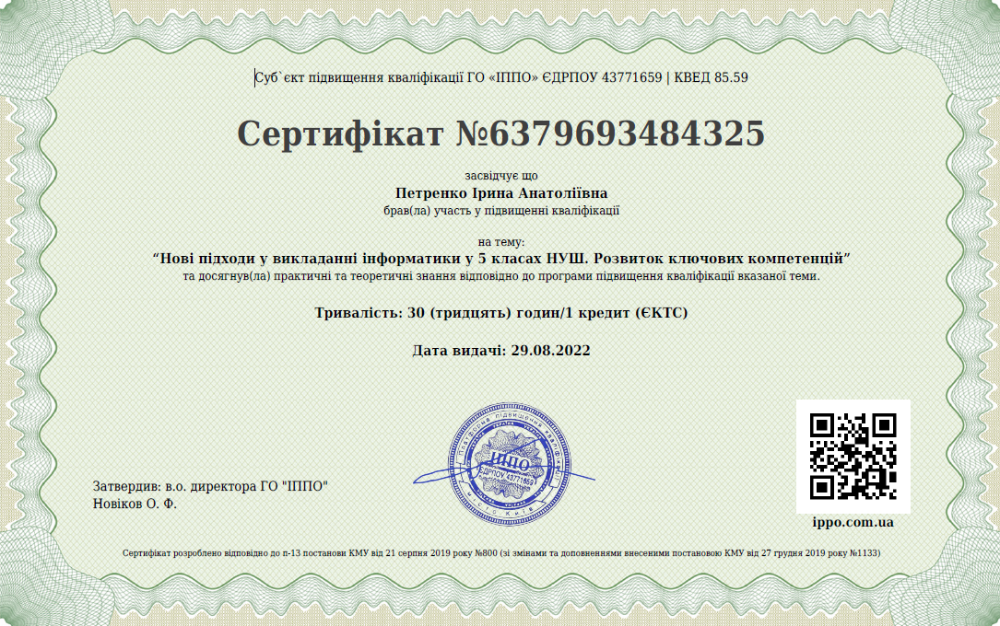 Суб`єкт підвищення кваліфікації ГО «ІППО» ЄДРПОУ 43771659 | КВЕД 85.59
Сертифікат №6379693484325
засвідчує що
Петренко Ірина Анатоліївна
брав(ла) участь у підвищенні кваліфікації
на тему:
“Нові підходи у викладанні інформатики у 5 класах НУШ. Розвиток ключових компетенцій”
та досягнув(ла) практичні та теоретичні знання відповідно до програми підвищення кваліфікації вказаної теми.
Тривалість: 30 (тридцять) годин/1 кредит (ЄКТС)
Дата видачі: 29.08.2022
Платформа підвищення кваліфікації
ІППО
ЄДРПОУ 43771659
місто Київ
Затвердив: в.о. директора ГО "ІППО"
Новіков О. Ф.
ippo.com.ua
Сертифікат розроблено відповідно до п-13 постанови КМУ від 21 серпня 2019 року №800 (зі змінами та доповненнями внесеними постановою КМУ від 27 грудня 2019 року №1133)